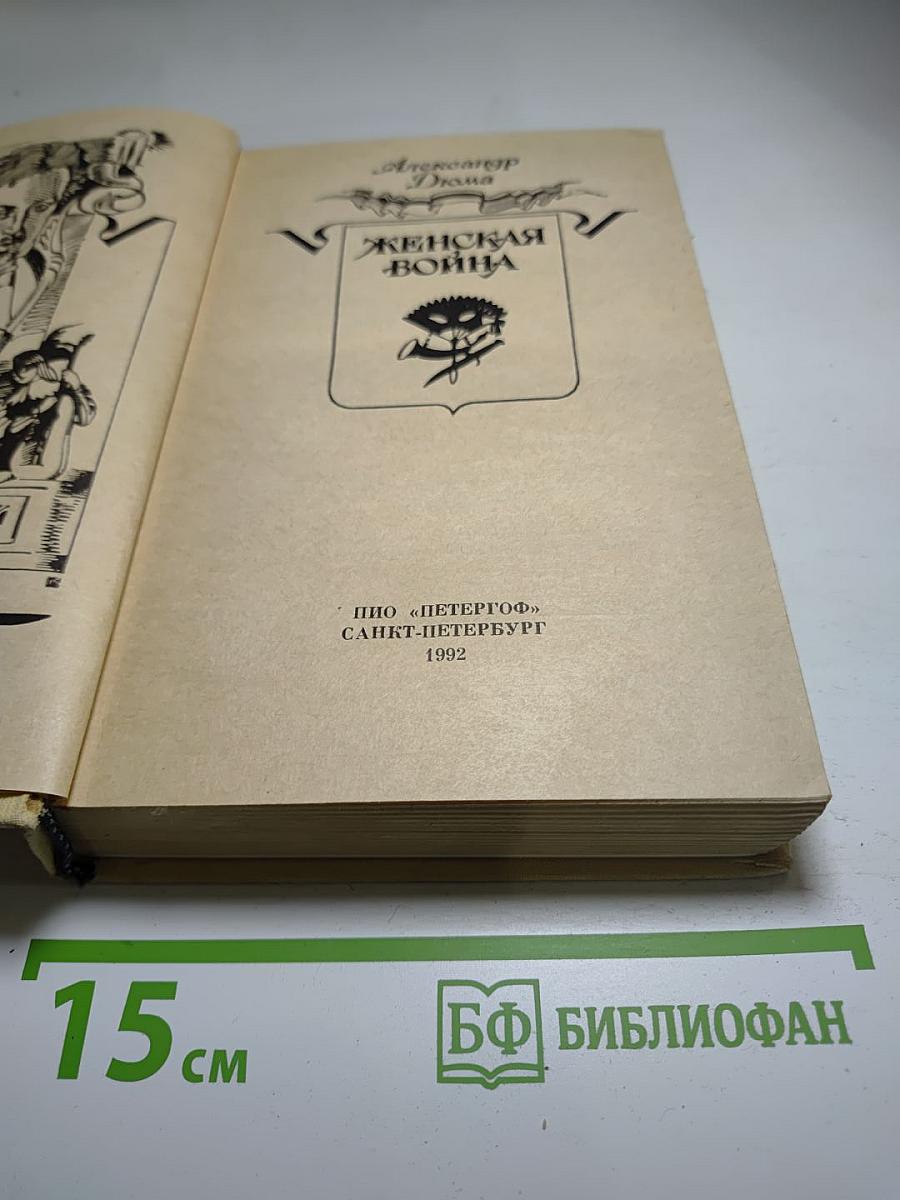 Александр
Дюма
ЖЕНСКАЯ
ВОЙНА
ПИО «ПЕТЕРГОФ»
САНКТ-ПЕТЕРБУРГ
1992
15 см
БФ БИБЛИОФАН